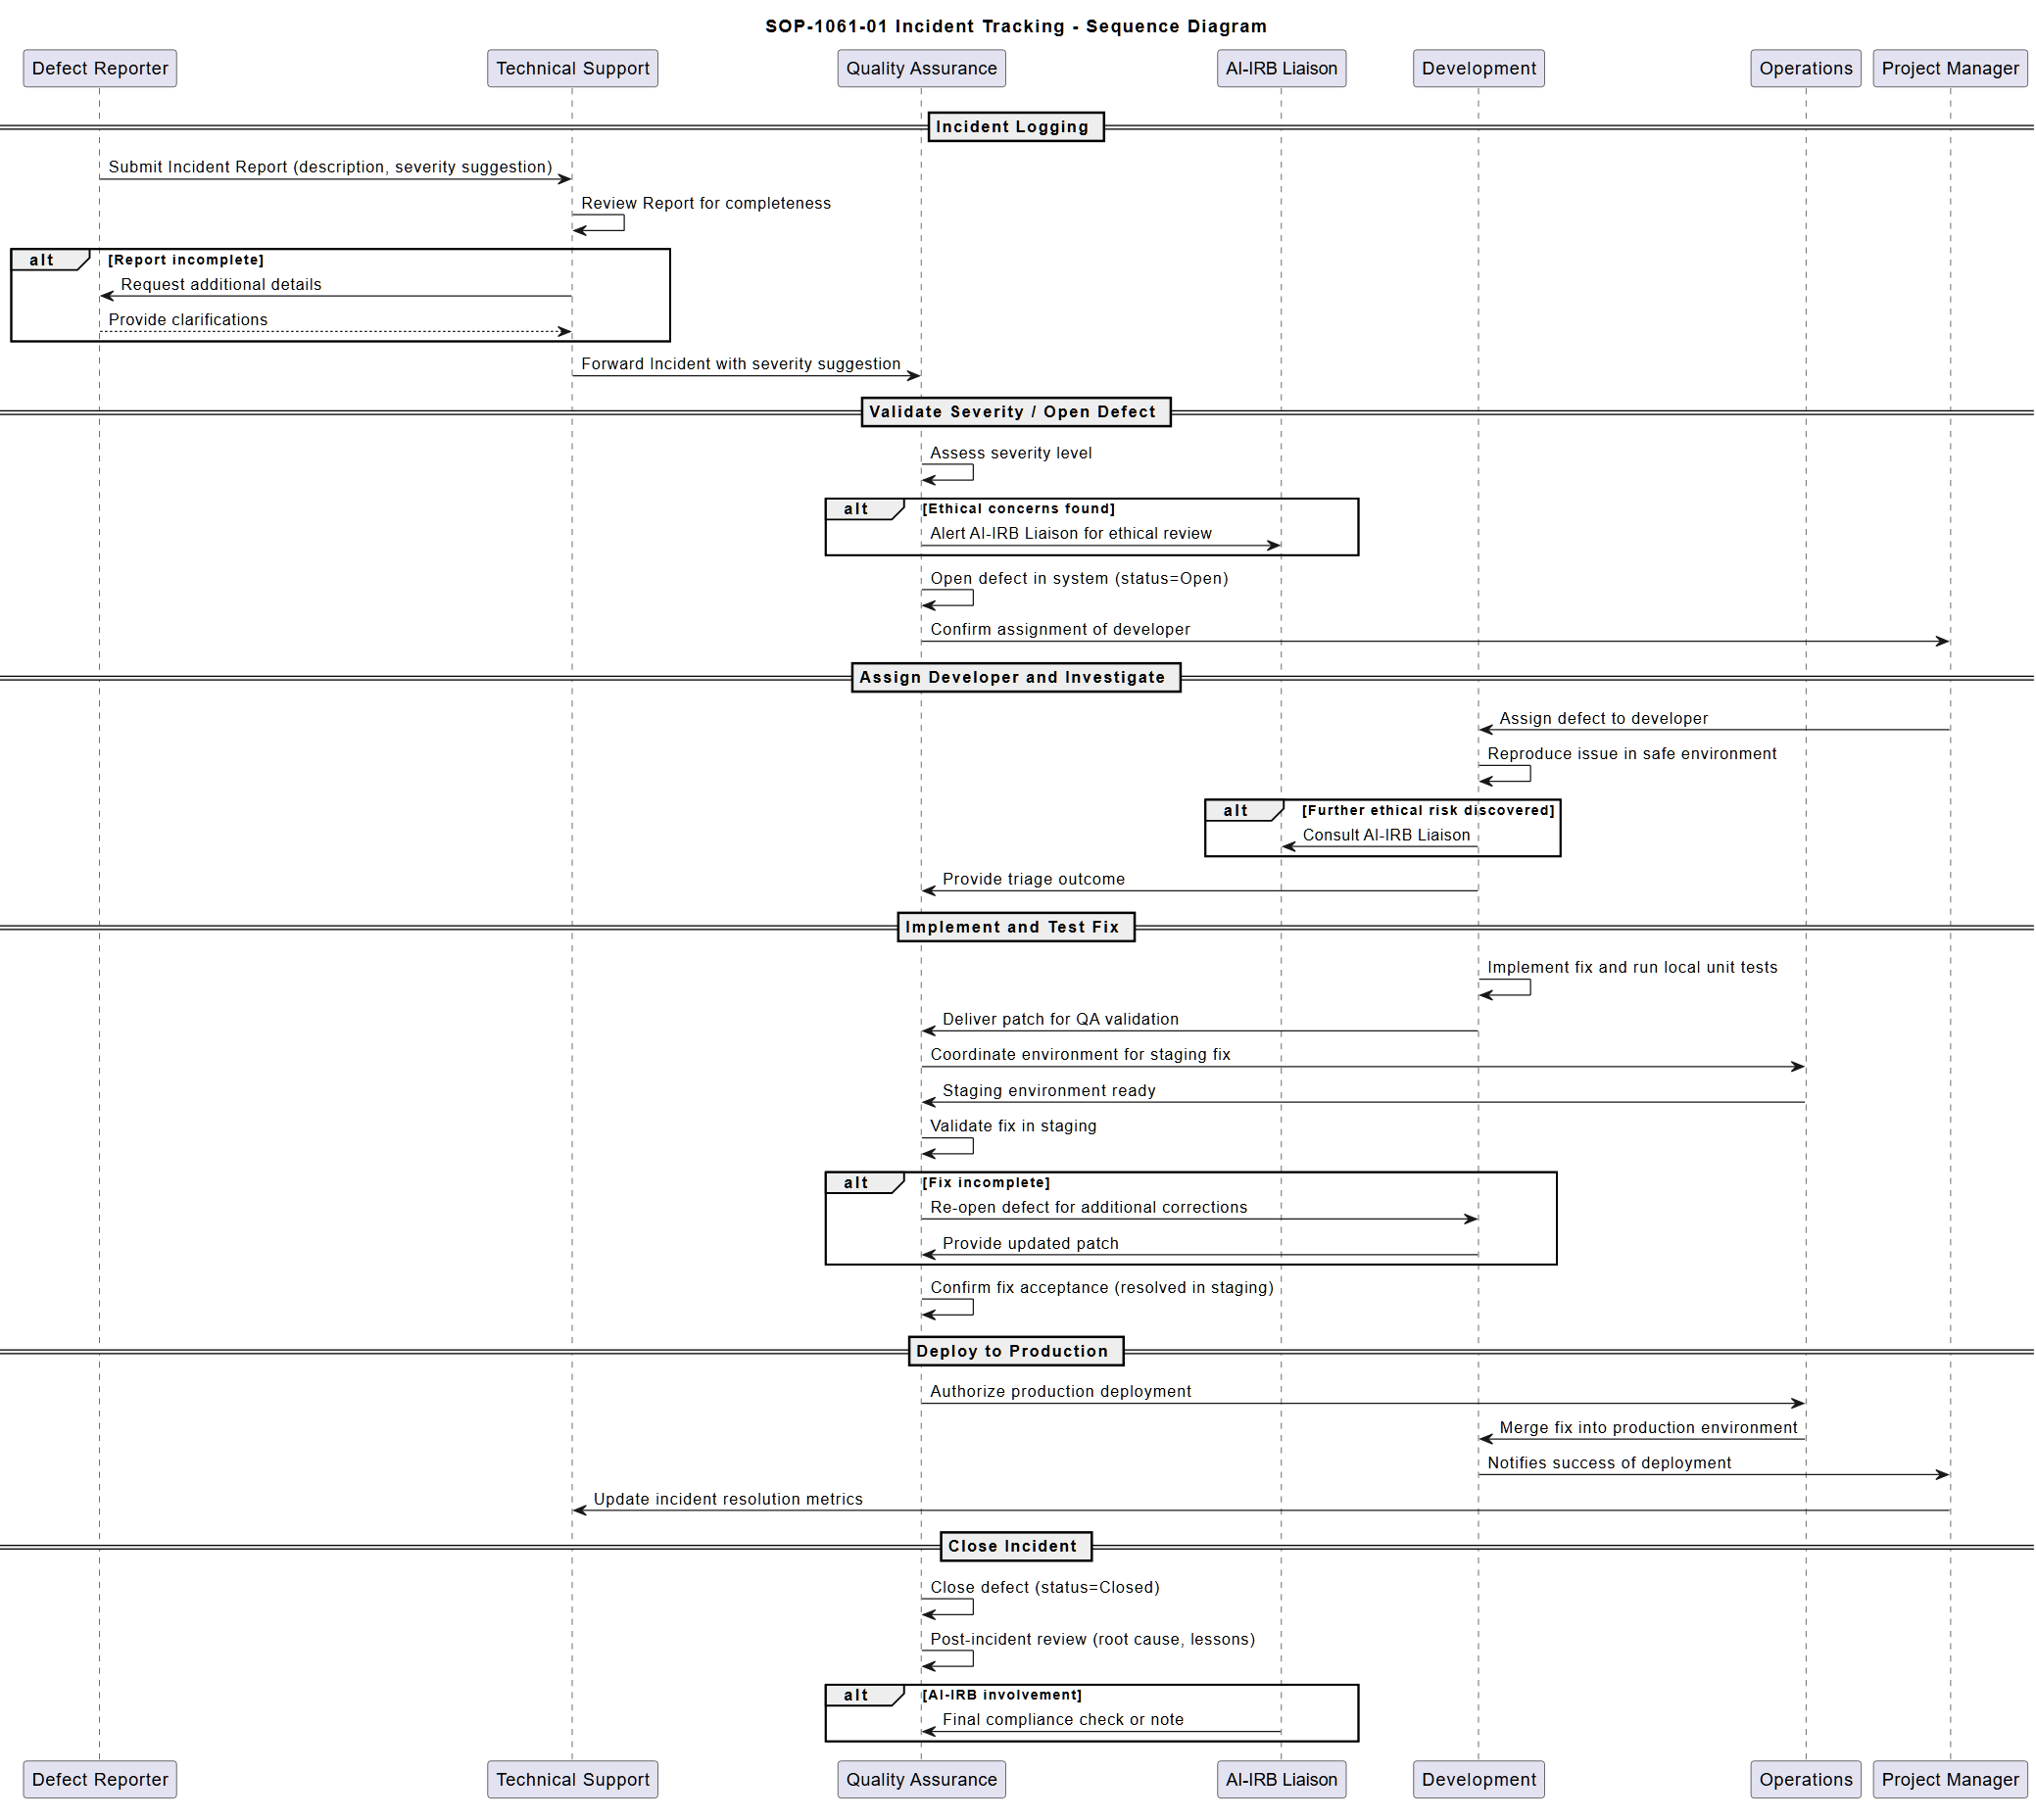 SOP-1061-01 Incident Tracking - Sequence Diagram
Defect Reporter
Technical Support
Quality Assurance
AI-IRB Liaison
Development
Operations
Project Manager
Incident Logging
Submit Incident Report (description, severity suggestion)
Review Report for completeness
alt
[Report incomplete]
Request additional details
Provide clarifications
Forward Incident with severity suggestion
Validate Severity / Open Defect
Assess severity level
alt
[Ethical concerns found]
Alert AI-IRB Liaison for ethical review
Open defect in system (status=Open)
Confirm assignment of developer
Assign Developer and Investigate
Assign defect to developer
Reproduce issue in safe environment
alt
[Further ethical risk discovered]
Consult AI-IRB Liaison
Provide triage outcome
Implement and Test Fix
Implement fix and run local unit tests
Deliver patch for QA validation
Coordinate environment for staging fix
Staging environment ready
Validate fix in staging
alt
[Fix incomplete]
Re-open defect for additional corrections
Provide updated patch
Confirm fix acceptance (resolved in staging)
Deploy to Production
Authorize production deployment
Merge fix into production environment
Notifies success of deployment
Update incident resolution metrics
Close Incident
Close defect (status=Closed)
Post-incident review (root cause, lessons)
alt
[AI-IRB involvement]
Final compliance check or note
Defect Reporter
Technical Support
Quality Assurance
AI-IRB Liaison
Development
Operations
Project Manager